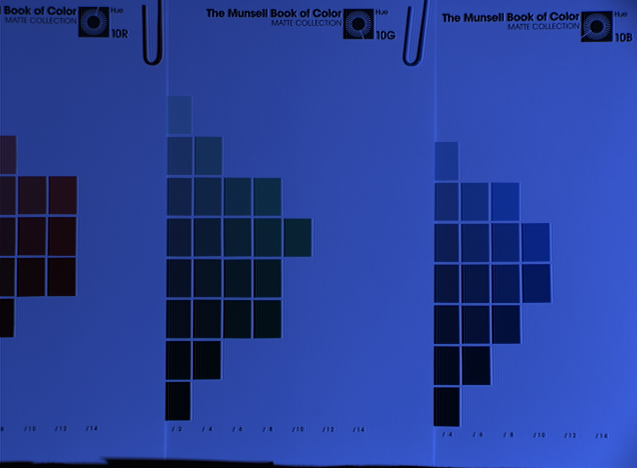 Book of Color
MATTE COLLECTION
Hue
10R
The Munsell Book of Color
MATTE COLLECTION
Hue
10G
The Munsell Book of Color
MATTE COLLECTION
Hue
10B
/10 /12 /14
/2 /4 /6 /8 /10 /12 /14
/4 /6 /8 /10 /12 /14